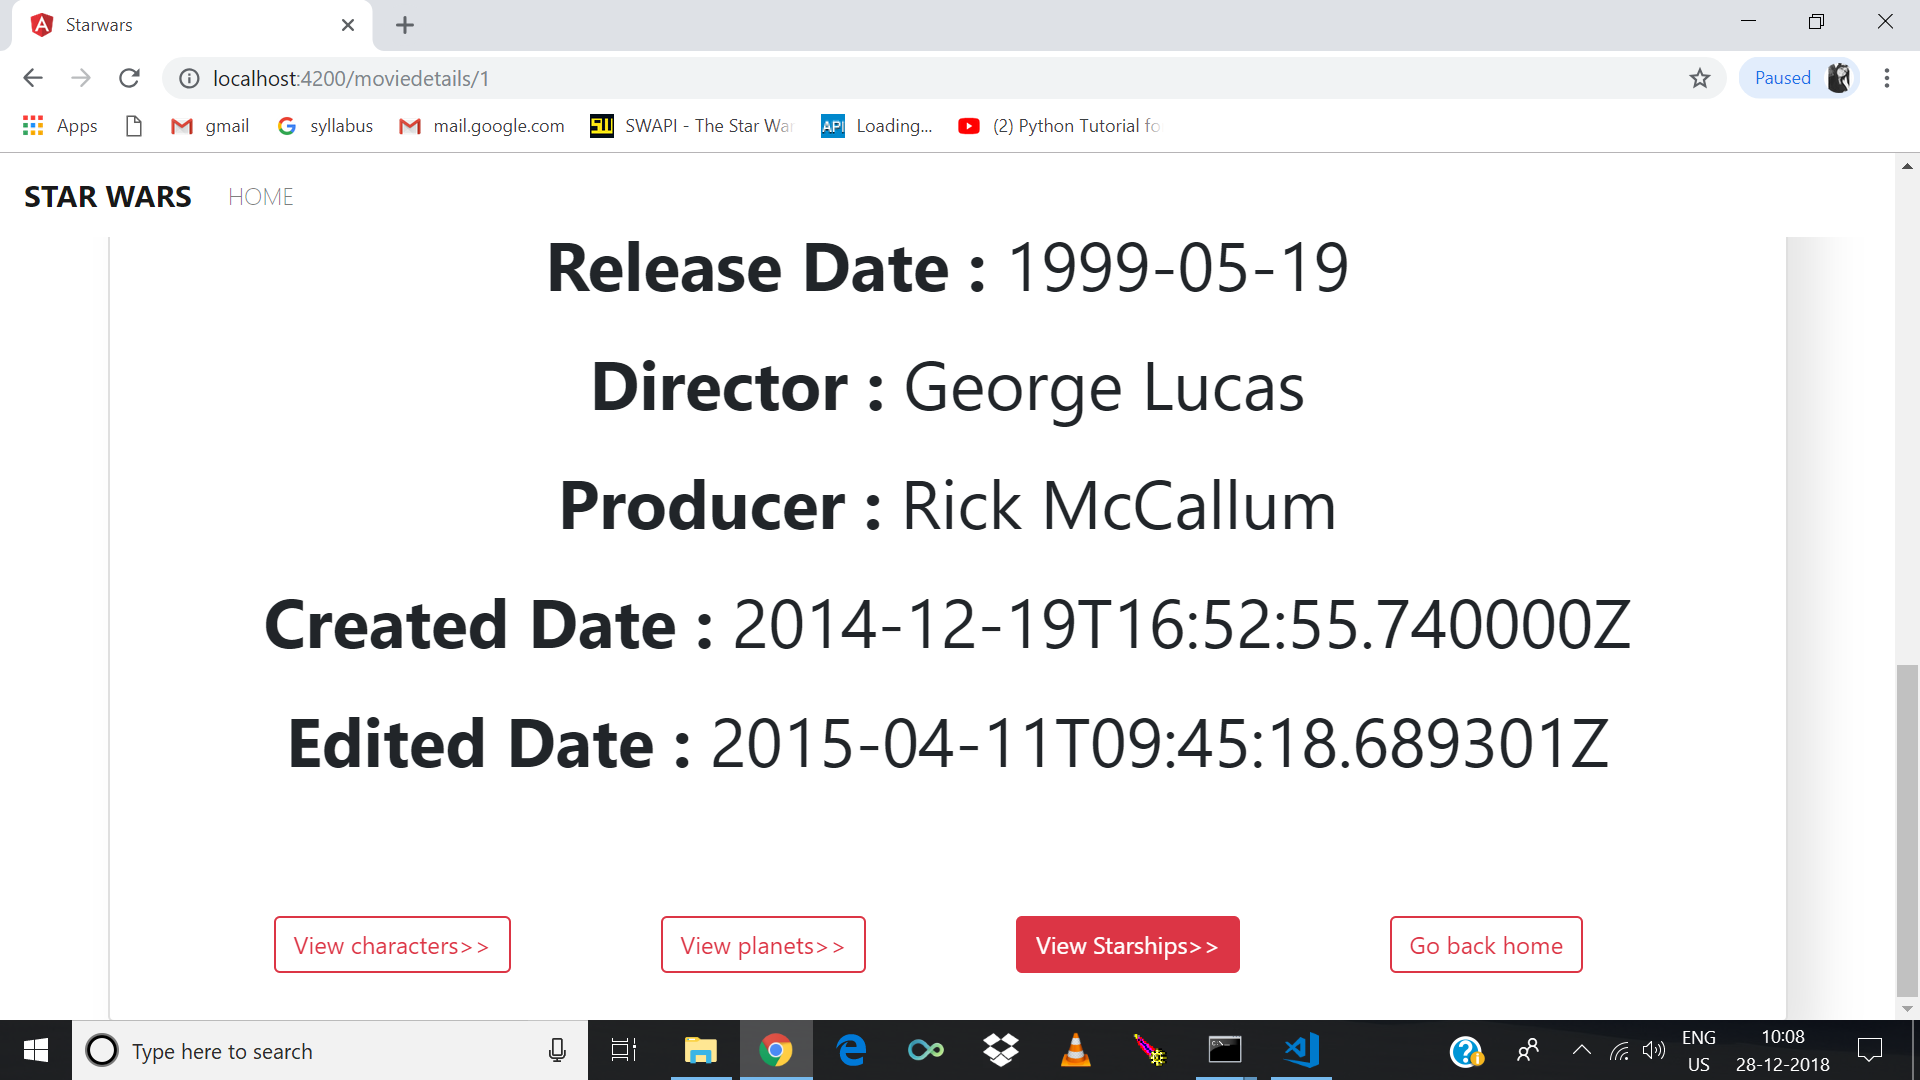 Starwars
localhost:4200/moviedetails/1
Paused
Apps
gmail
syllabus
mail.google.com
SWAPI - The Star Wa
API
Loading...
(2) Python Tutorial fo
STAR WARS
HOME
Release Date : 1999-05-19
Director : George Lucas
Producer : Rick McCallum
Created Date : 2014-12-19T16:52:55.740000Z
Edited Date : 2015-04-11T09:45:18.689301Z
View characters>>
View planets>>
View Starships>>
Go back home
Type here to search
ENG
US
10:08
28-12-2018